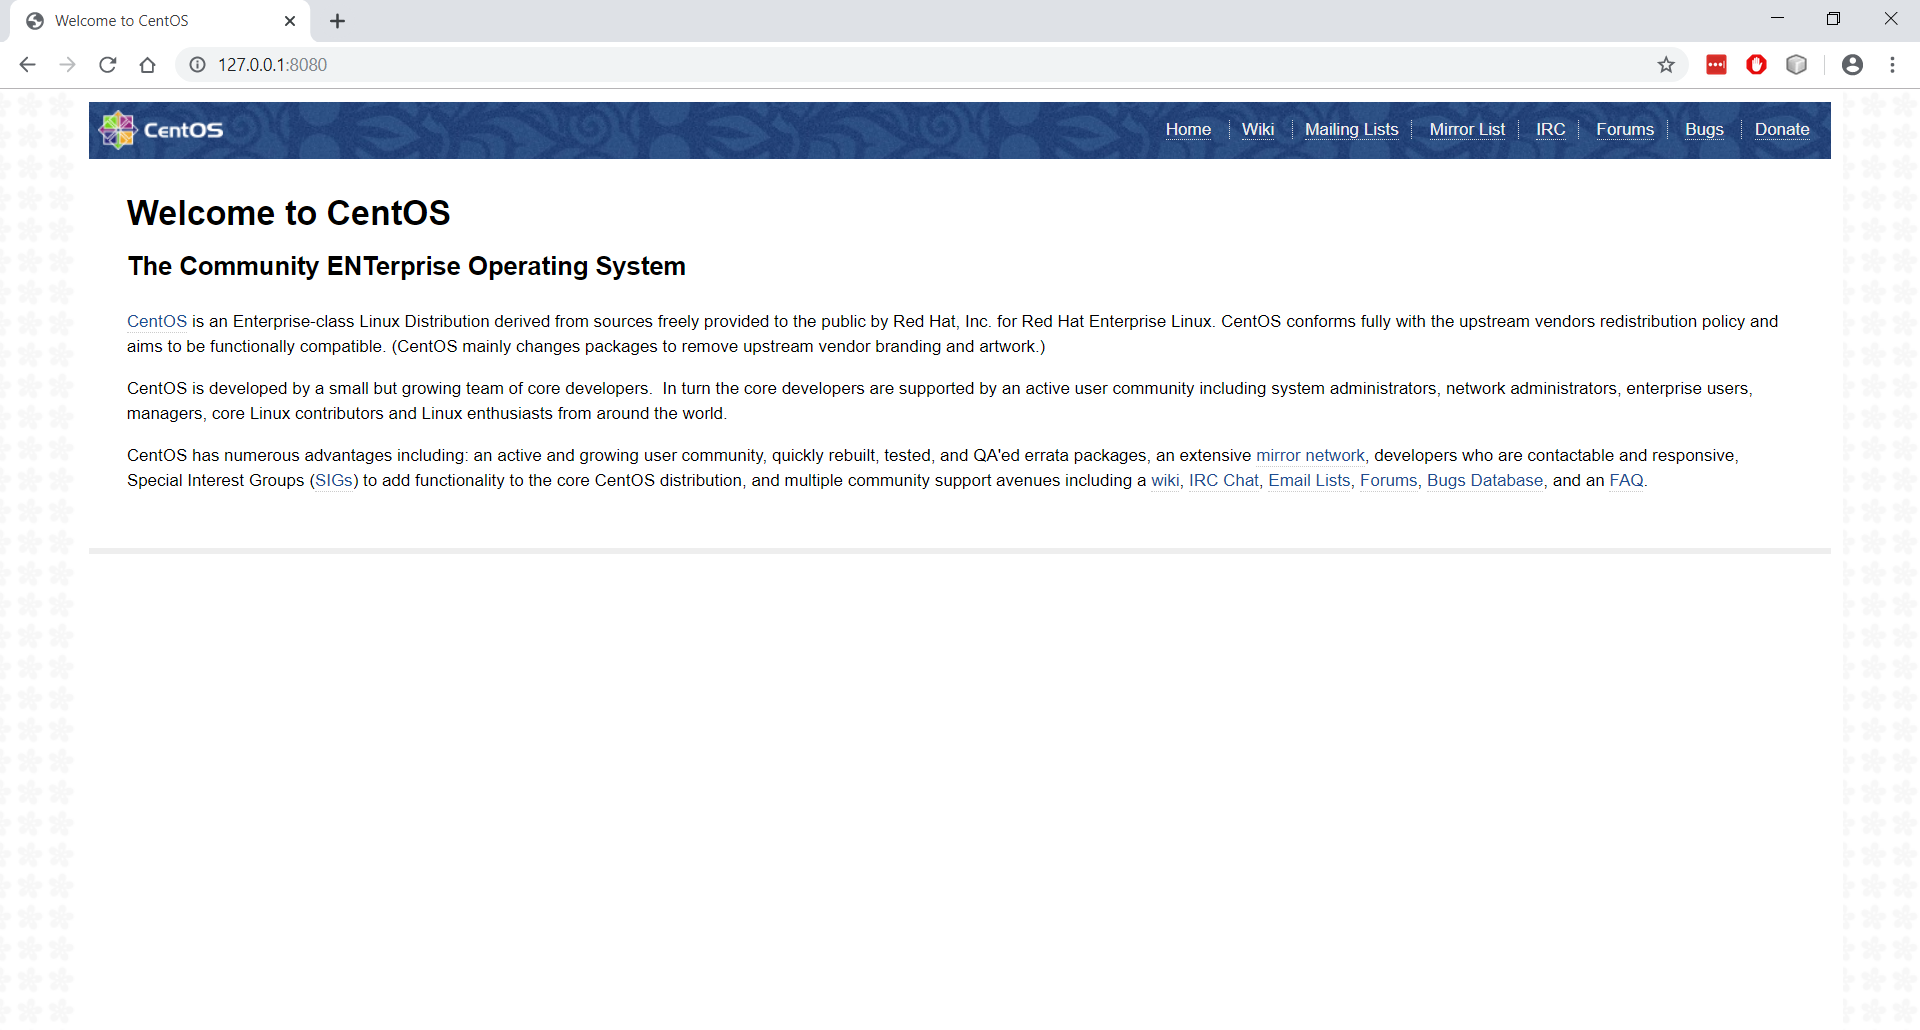 Welcome to CentOS
127.0.0.1:8080
CentOS
Home Wiki Mailing Lists Mirror List IRC Forums Bugs Donate
Welcome to CentOS
The Community ENTerprise Operating System
CentOS is an Enterprise-class Linux Distribution derived from sources freely provided to the public by Red Hat, Inc. for Red Hat Enterprise Linux. CentOS conforms fully with the upstream vendors redistribution policy and
aims to be functionally compatible. (CentOS mainly changes packages to remove upstream vendor branding and artwork.)
CentOS is developed by a small but growing team of core developers.  In turn the core developers are supported by an active user community including system administrators, network administrators, enterprise users,
managers, core Linux contributors and Linux enthusiasts from around the world.
CentOS has numerous advantages including: an active and growing user community, quickly rebuilt, tested, and QA'ed errata packages, an extensive mirror network, developers who are contactable and responsive,
Special Interest Groups (SIGs) to add functionality to the core CentOS distribution, and multiple community support avenues including a wiki, IRC Chat, Email Lists, Forums, Bugs Database, and an FAQ.